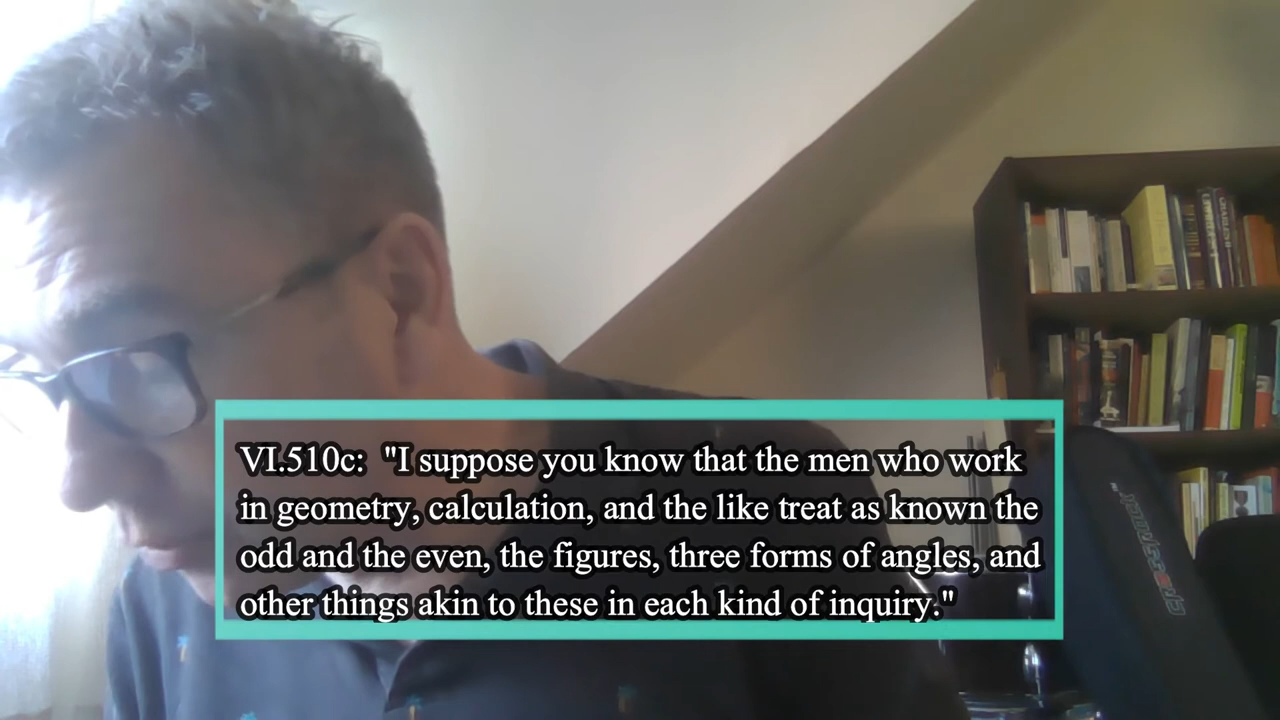 VI.510c: "I suppose you know that the men who work
in geometry, calculation, and the like treat as known the
odd and the even, the figures, three forms of angles, and
other things akin to these in each kind of inquiry."